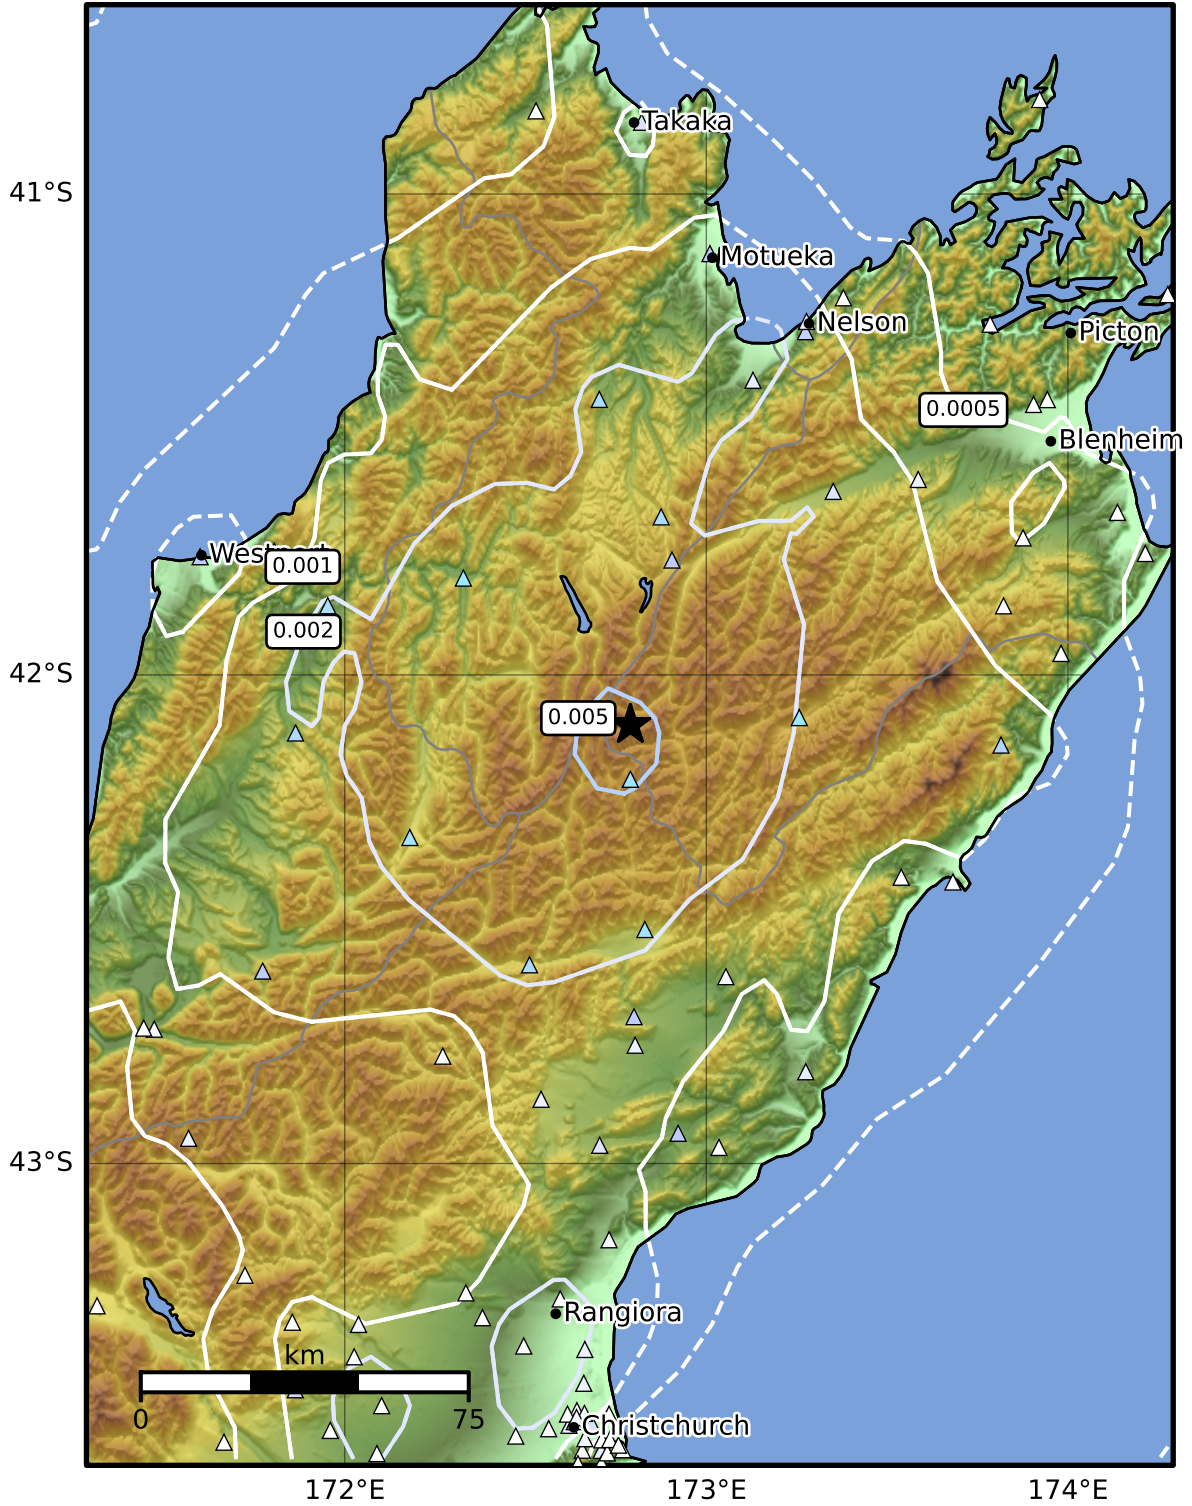 Takaka
41°S
Motueka
Nelson
Picton
0.0005
Blenheim
Westport
0.001
0.002
42°S
0.005
43°S
Rangiora
km
0
75
Christchurch
172°E
173°E
174°E